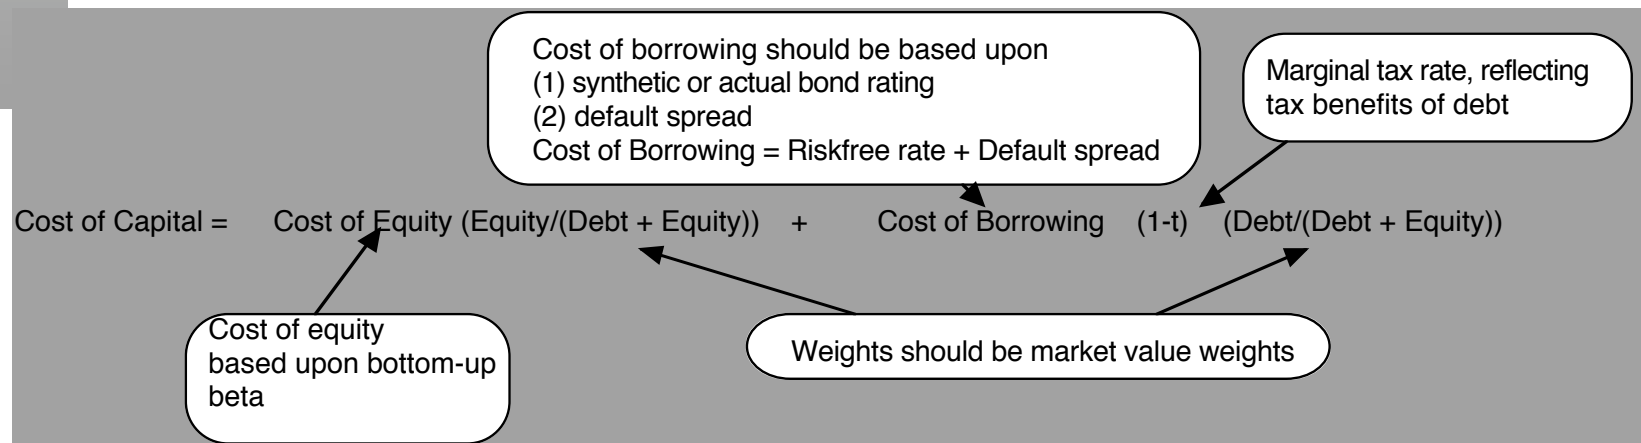 Cost of borrowing should be based upon
(1) synthetic or actual bond rating
(2) default spread
Cost of Borrowing = Riskfree rate + Default spread
Marginal tax rate, reflecting
tax benefits of debt
Cost of Capital = Cost of Equity (Equity/(Debt + Equity)) + Cost of Borrowing (1-t) (Debt/(Debt + Equity))
Cost of equity
based upon bottom-up
beta
Weights should be market value weights